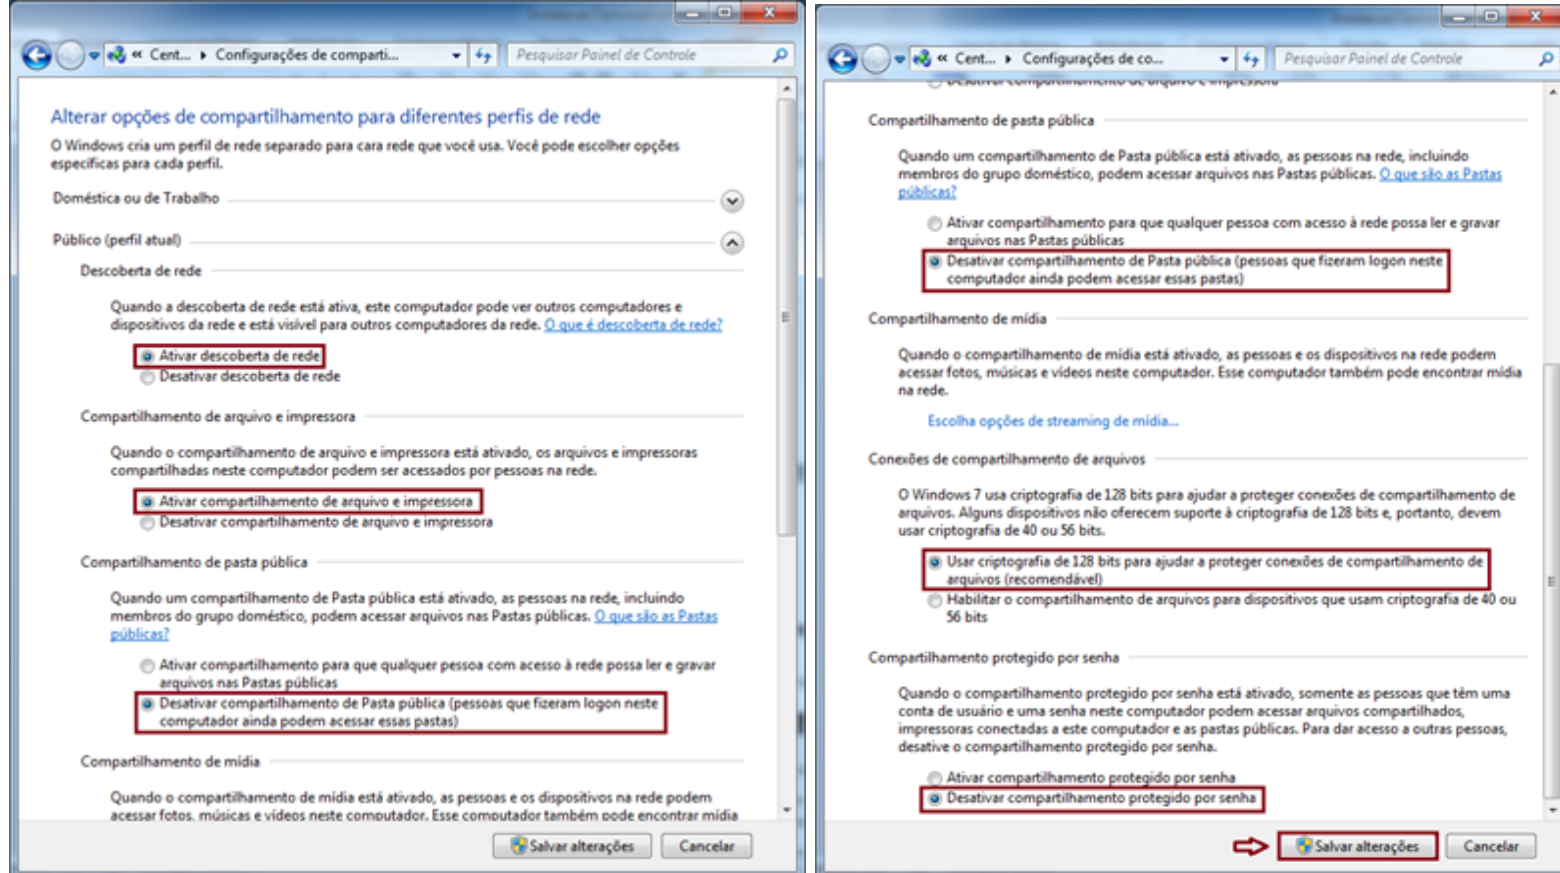 « Cent... ▸ Configurações de comparti...
Pesquisar Painel de Controle
Alterar opções de compartilhamento para diferentes perfis de rede
O Windows cria um perfil de rede separado para cara rede que você usa. Você pode escolher opções
específicas para cada perfil.
Doméstica ou de Trabalho
Público (perfil atual)
Descoberta de rede
Quando a descoberta de rede está ativa, este computador pode ver outros computadores e
dispositivos da rede e está visível para outros computadores da rede. O que é descoberta de rede?
Ativar descoberta de rede
Desativar descoberta de rede
Compartilhamento de arquivo e impressora
Quando o compartilhamento de arquivo e impressora está ativado, os arquivos e impressoras
compartilhadas neste computador podem ser acessados por pessoas na rede.
Ativar compartilhamento de arquivo e impressora
Desativar compartilhamento de arquivo e impressora
Compartilhamento de pasta pública
Quando um compartilhamento de Pasta pública está ativado, as pessoas na rede, incluindo
membros do grupo doméstico, podem acessar arquivos nas Pastas públicas. O que são as Pastas
públicas?
Ativar compartilhamento para que qualquer pessoa com acesso à rede possa ler e gravar
arquivos nas Pastas públicas
Desativar compartilhamento de Pasta pública (pessoas que fizeram logon neste
computador ainda podem acessar essas pastas)
Compartilhamento de mídia
Quando o compartilhamento de mídia está ativado, as pessoas e os dispositivos na rede podem
acessar fotos, músicas e vídeos neste computador. Esse computador também pode encontrar mídia
Salvar alterações
Cancelar
« Cent... ▸ Configurações de co...
Pesquisar Painel de Controle
Desativar compartilhamento de arquivo e impressora
Compartilhamento de pasta pública
Quando um compartilhamento de Pasta pública está ativado, as pessoas na rede, incluindo
membros do grupo doméstico, podem acessar arquivos nas Pastas públicas. O que são as Pastas
públicas?
Ativar compartilhamento para que qualquer pessoa com acesso à rede possa ler e gravar
arquivos nas Pastas públicas
Desativar compartilhamento de Pasta pública (pessoas que fizeram logon neste
computador ainda podem acessar essas pastas)
Compartilhamento de mídia
Quando o compartilhamento de mídia está ativado, as pessoas e os dispositivos na rede podem
acessar fotos, músicas e vídeos neste computador. Esse computador também pode encontrar mídia
na rede.
Escolha opções de streaming de mídia...
Conexões de compartilhamento de arquivos
O Windows 7 usa criptografia de 128 bits para ajudar a proteger conexões de compartilhamento de
arquivos. Alguns dispositivos não oferecem suporte à criptografia de 128 bits e, portanto, devem
usar criptografia de 40 ou 56 bits.
Usar criptografia de 128 bits para ajudar a proteger conexões de compartilhamento de
arquivos (recomendável)
Habilitar o compartilhamento de arquivos para dispositivos que usam criptografia de 40 ou
56 bits
Compartilhamento protegido por senha
Quando o compartilhamento protegido por senha está ativado, somente as pessoas que têm uma
conta de usuário e uma senha neste computador podem acessar arquivos compartilhados,
impressoras conectadas a este computador e as pastas públicas. Para dar acesso a outras pessoas,
desative o compartilhamento protegido por senha.
Ativar compartilhamento protegido por senha
Desativar compartilhamento protegido por senha
Salvar alterações
Cancelar